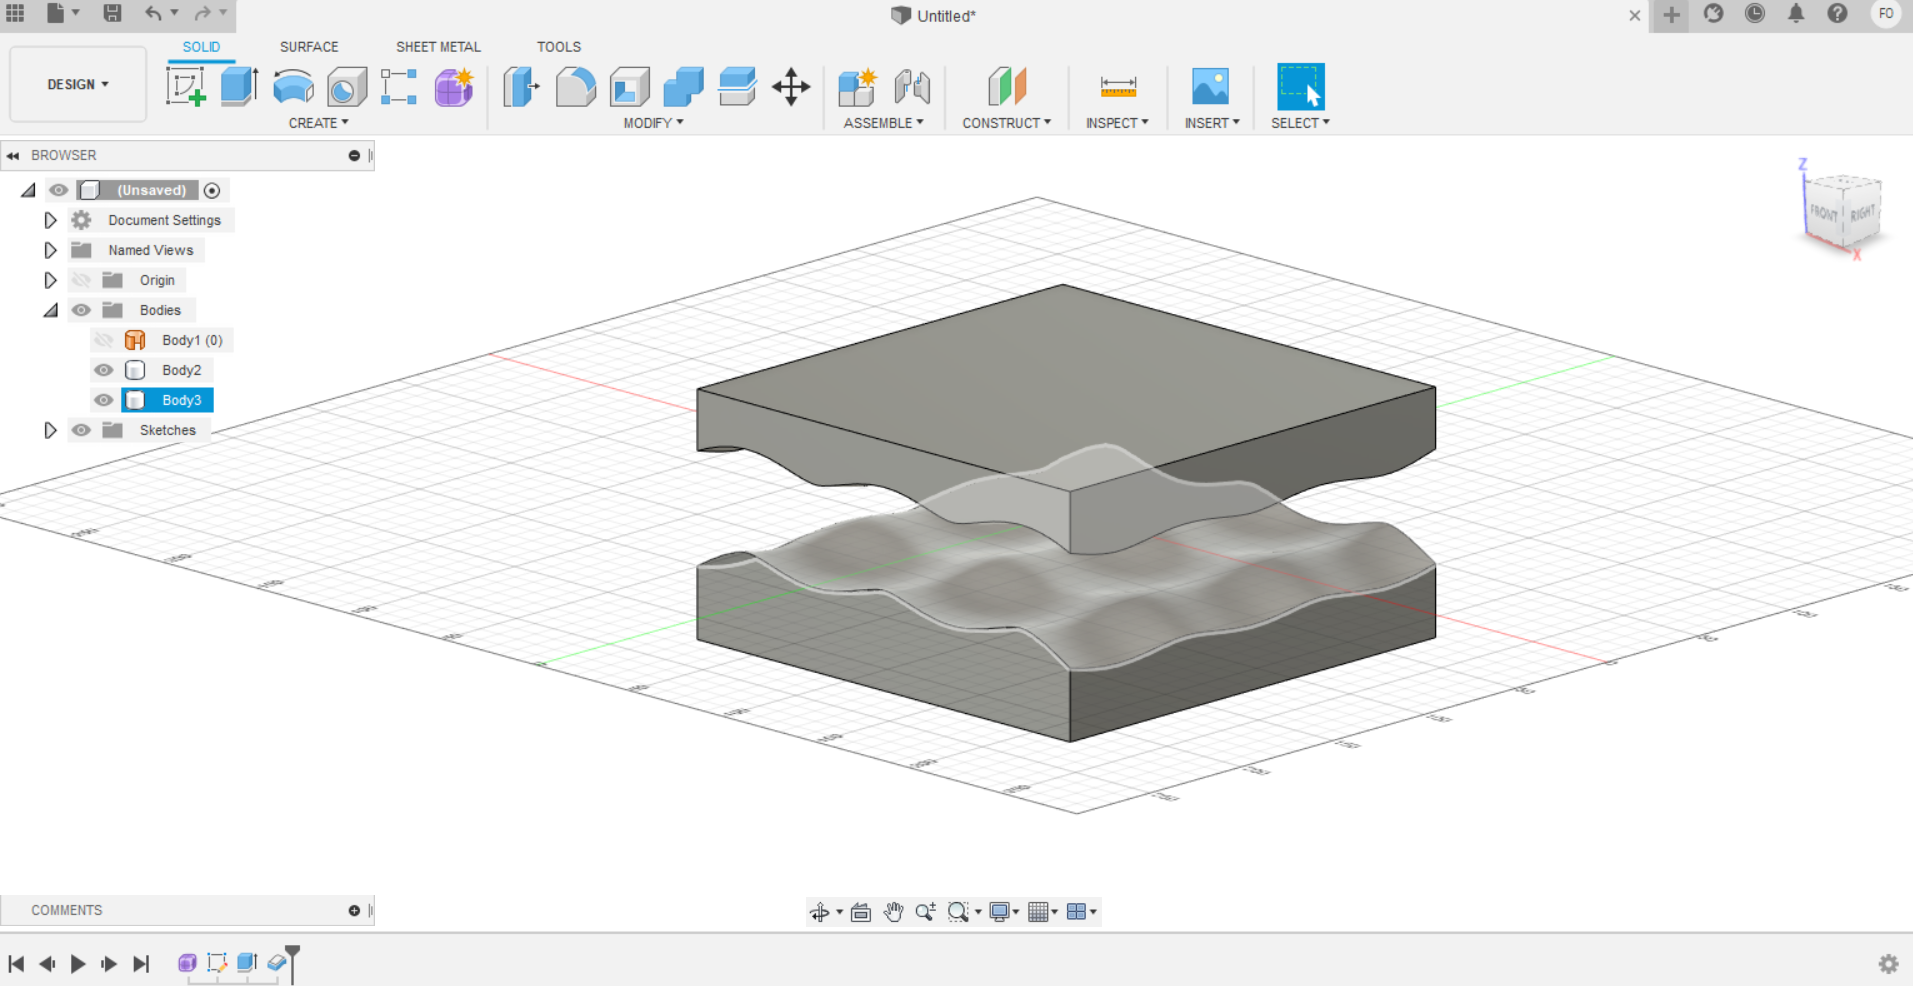 Untitled*
FO
SOLID
SURFACE
SHEET METAL
TOOLS
DESIGN
CREATE
MODIFY
ASSEMBLE
CONSTRUCT
INSPECT
INSERT
SELECT
BROWSER
(Unsaved)
Document Settings
Named Views
Origin
Bodies
Body1 (0)
Body2
Body3
Sketches
Z
FRONT
RIGHT
X
COMMENTS